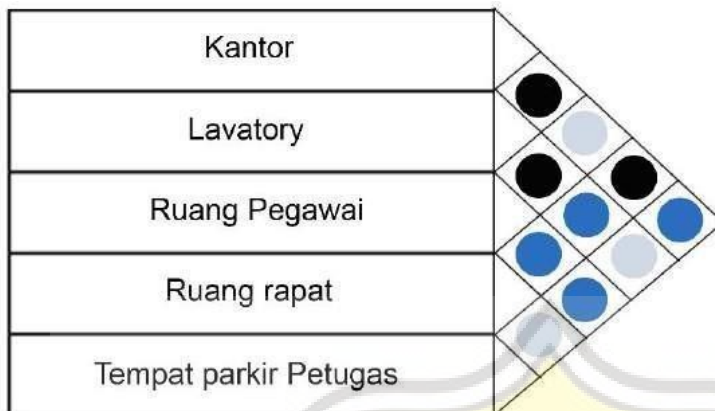 Kantor
Lavatory
Ruang Pegawai
Ruang rapat
Tempat parkir Petugas